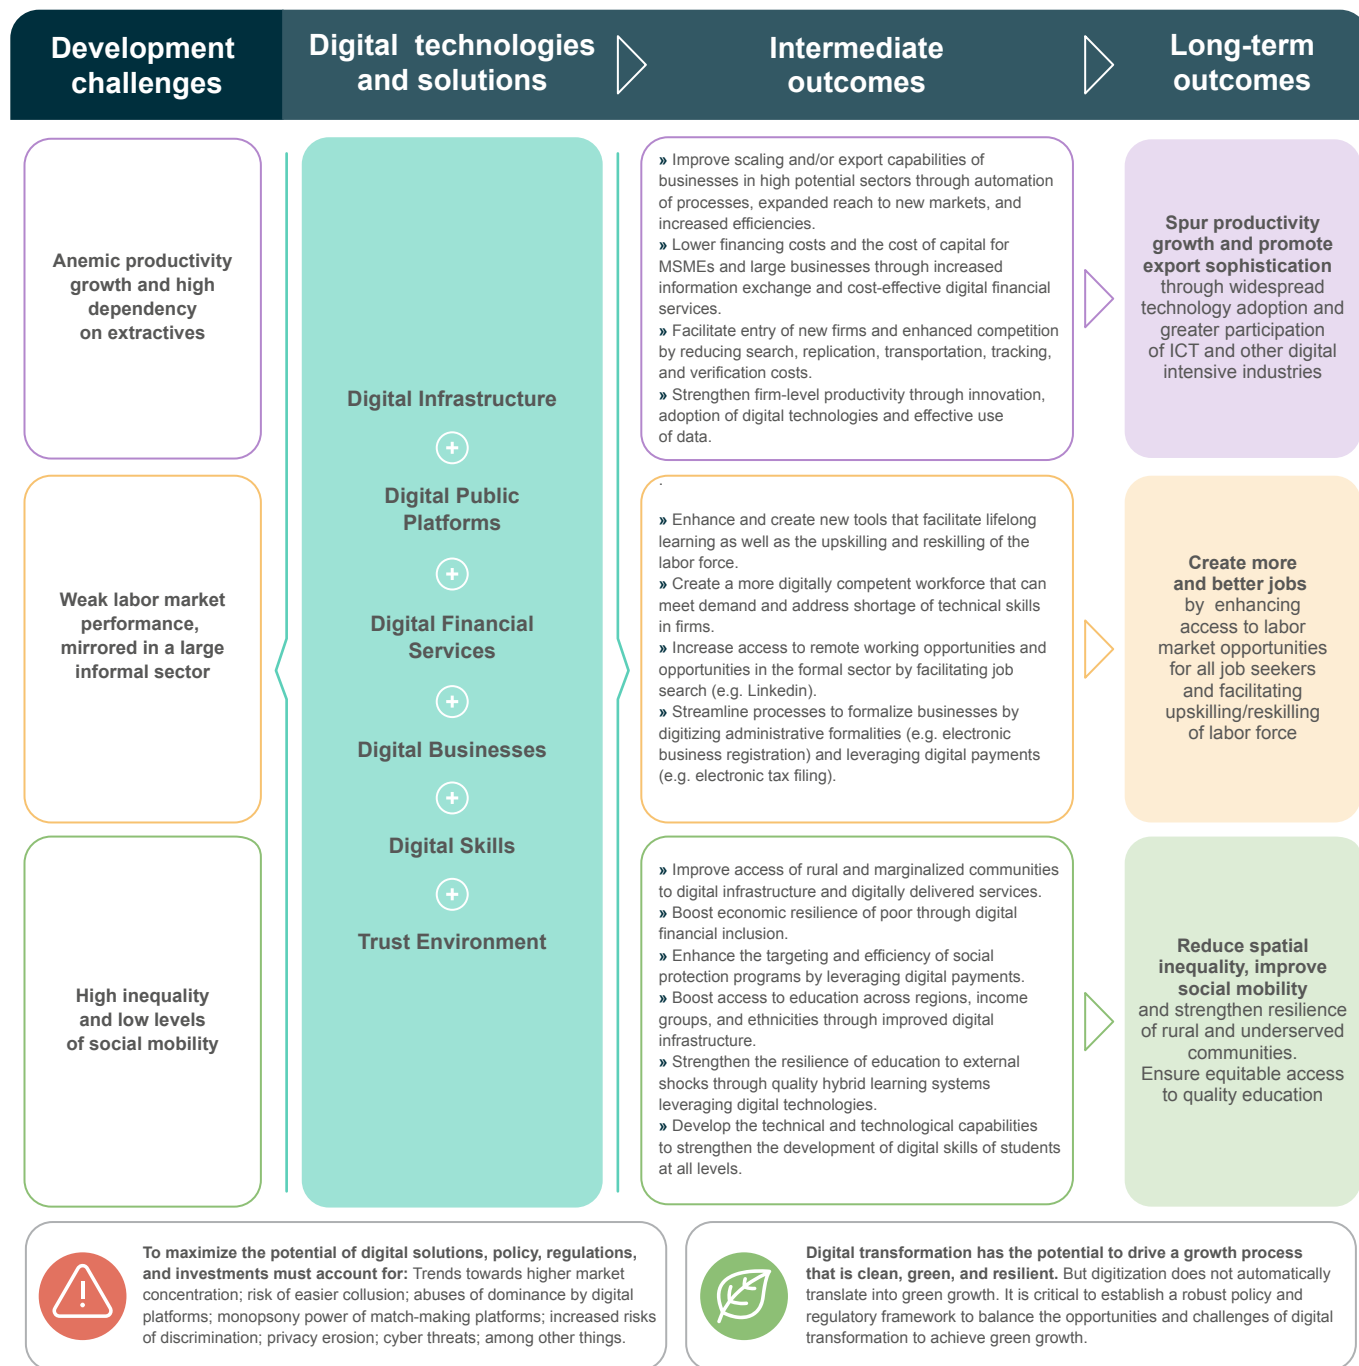 Development
challenges
Digital technologies
and solutions
Intermediate
outcomes
Long-term
outcomes
Anemic productivity
growth and high
dependency
on extractives
Weak labor market
performance,
mirrored in a large
informal sector
High inequality
and low levels
of social mobility
Digital Infrastructure
+
Digital Public
Platforms
+
Digital Financial
Services
+
Digital Businesses
+
Digital Skills
+
Trust Environment
» Improve scaling and/or export capabilities of
businesses in high potential sectors through automation
of processes, expanded reach to new markets, and
increased efficiencies.
» Lower financing costs and the cost of capital for
MSMEs and large businesses through increased
information exchange and cost-effective digital financial
services.
» Facilitate entry of new firms and enhanced competition
by reducing search, replication, transportation, tracking,
and verification costs.
» Strengthen firm-level productivity through innovation,
adoption of digital technologies and effective use
of data.
.
» Enhance and create new tools that facilitate lifelong
learning as well as the upskilling and reskilling of the
labor force.
» Create a more digitally competent workforce that can
meet demand and address shortage of technical skills
in firms.
» Increase access to remote working opportunities and
opportunities in the formal sector by facilitating job
search (e.g. Linkedin).
» Streamline processes to formalize businesses by
digitizing administrative formalities (e.g. electronic
business registration) and leveraging digital payments
(e.g. electronic tax filing).
» Improve access of rural and marginalized communities
to digital infrastructure and digitally delivered services.
» Boost economic resilience of poor through digital
financial inclusion.
» Enhance the targeting and efficiency of social
protection programs by leveraging digital payments.
» Boost access to education across regions, income
groups, and ethnicities through improved digital
infrastructure.
» Strengthen the resilience of education to external
shocks through quality hybrid learning systems
leveraging digital technologies.
» Develop the technical and technological capabilities
to strengthen the development of digital skills of students
at all levels.
Spur productivity
growth and promote
export sophistication
through widespread
technology adoption and
greater participation
of ICT and other digital
intensive industries
Create more
and better jobs
by enhancing
access to labor
market opportunities
for all job seekers
and facilitating
upskilling/reskilling
of labor force
Reduce spatial
inequality, improve
social mobility
and strengthen resilience
of rural and underserved
communities.
Ensure equitable access
to quality education
To maximize the potential of digital solutions, policy, regulations,
and investments must account for: Trends towards higher market
concentration; risk of easier collusion; abuses of dominance by digital
platforms; monopsony power of match-making platforms; increased risks
of discrimination; privacy erosion; cyber threats; among other things.
Digital transformation has the potential to drive a growth process
that is clean, green, and resilient. But digitization does not automatically
translate into green growth. It is critical to establish a robust policy and
regulatory framework to balance the opportunities and challenges of digital
transformation to achieve green growth.